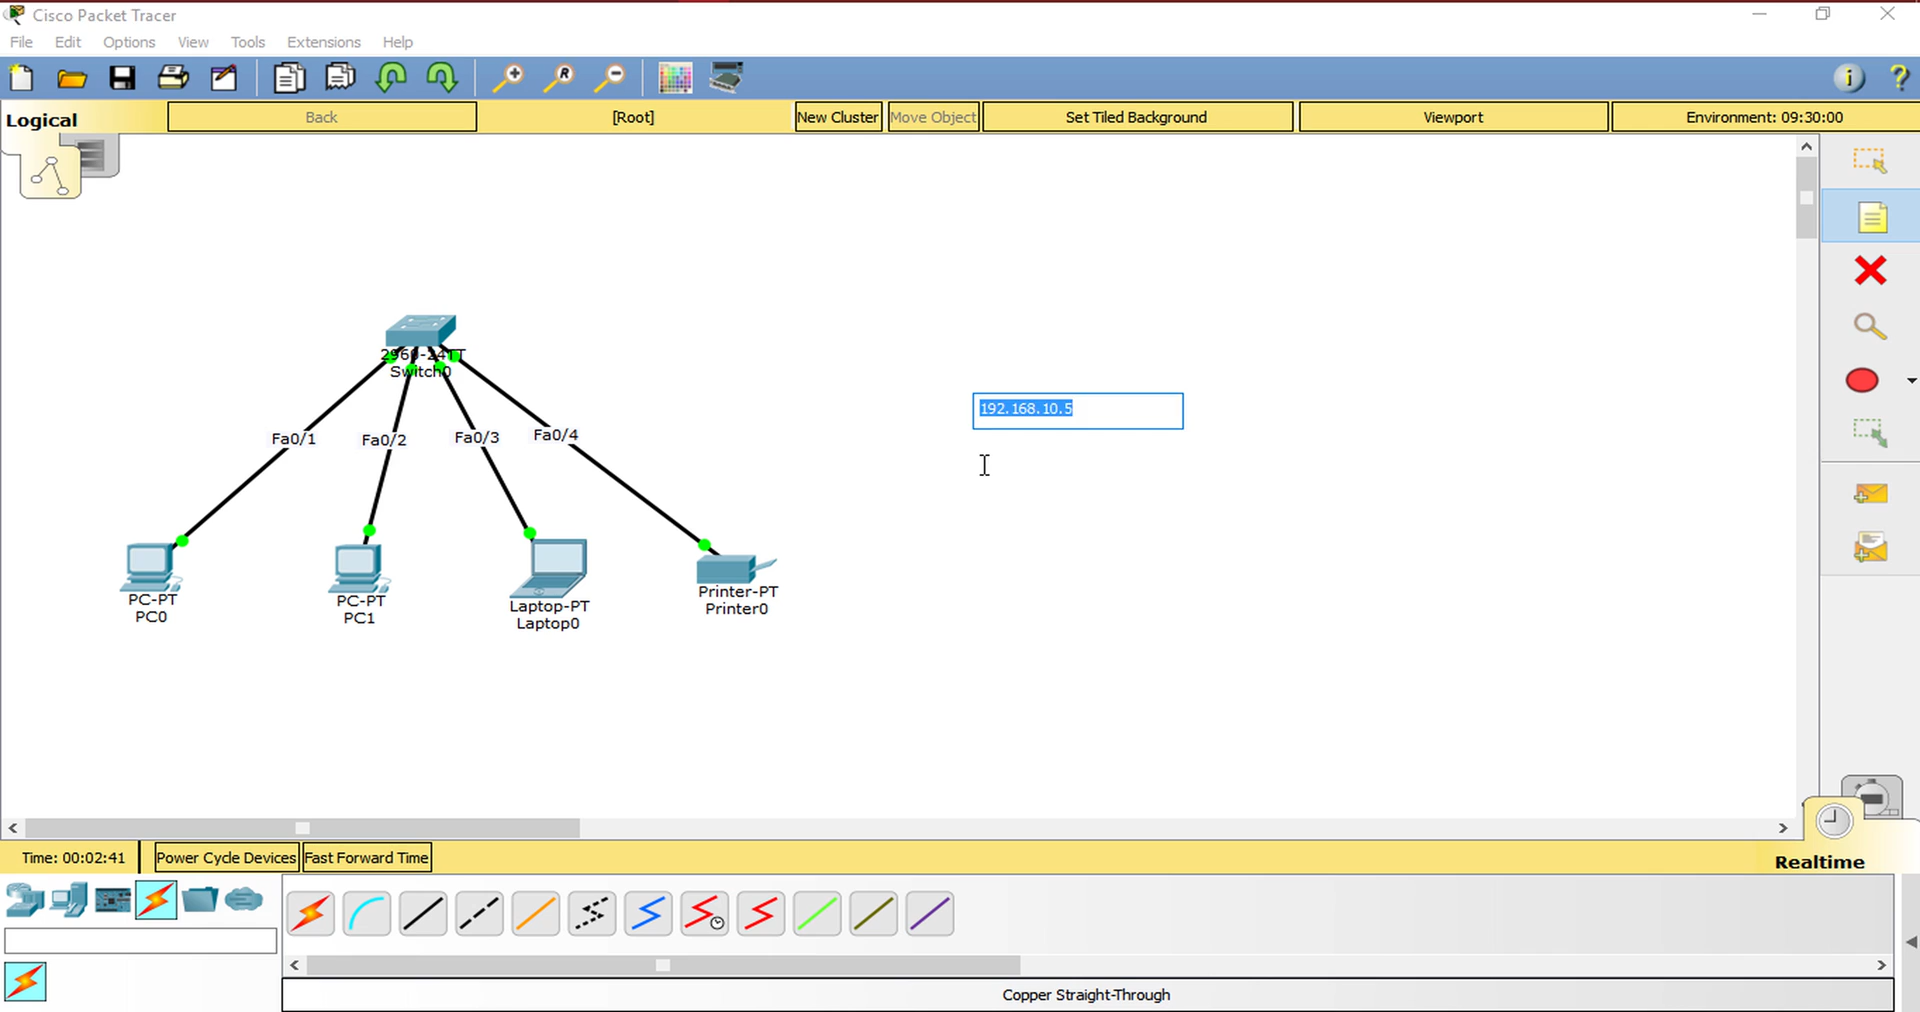 Cisco Packet Tracer
File Edit Options View Tools Extensions Help
Logical Back [Root] New Cluster Move Object Set Tiled Background Viewport Environment: 09:30:00
2960-24TT
Switch0
192.168.10.5
Fa0/1 Fa0/2 Fa0/3 Fa0/4
PC-PT
PC0
PC-PT
PC1
Laptop-PT
Laptop0
Printer-PT
Printer0
Time: 00:02:41 Power Cycle Devices Fast Forward Time
Realtime
Copper Straight-Through